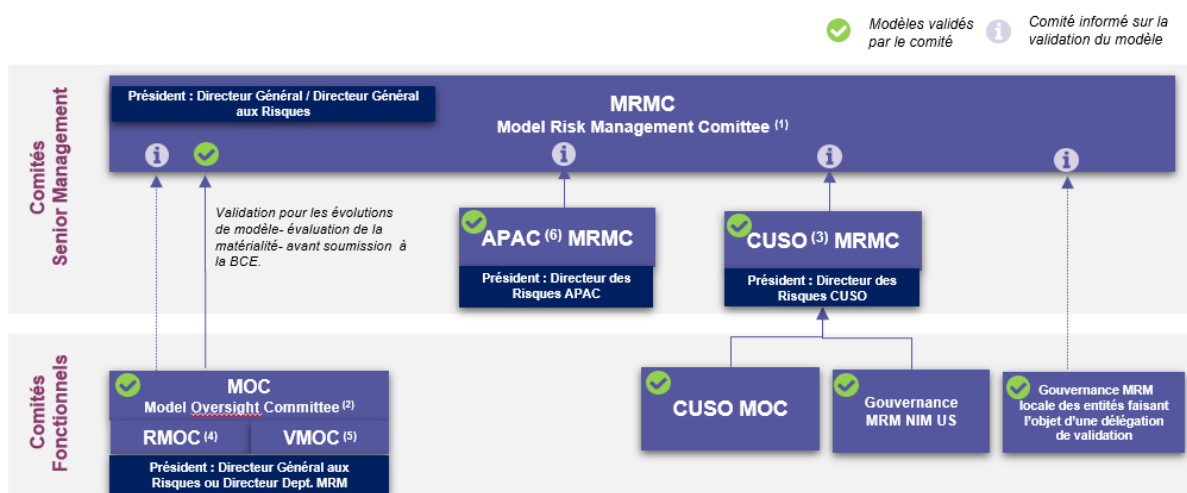 Modèles validés
par le comité
Comité informé sur la
validation du modèle
Comités
Senior Management
Président : Directeur Général / Directeur Général
aux Risques
MRMC
Model Risk Management Comittee (1)
Validation pour les évolutions
de modèle- évaluation de la
matérialité- avant soumission à
la BCE.
APAC (6) MRMC
Président : Directeur des
Risques APAC
CUSO (3) MRMC
Président : Directeur des
Risques CUSO
Comités
Fonctionnels
MOC
Model Oversight Committee (2)
RMOC (4)
VMOC (5)
Président : Directeur Général aux
Risques ou Directeur Dept. MRM
CUSO MOC
Gouvernance
MRM NIM US
Gouvernance MRM
locale des entités faisant
l'objet d'une délégation
de validation